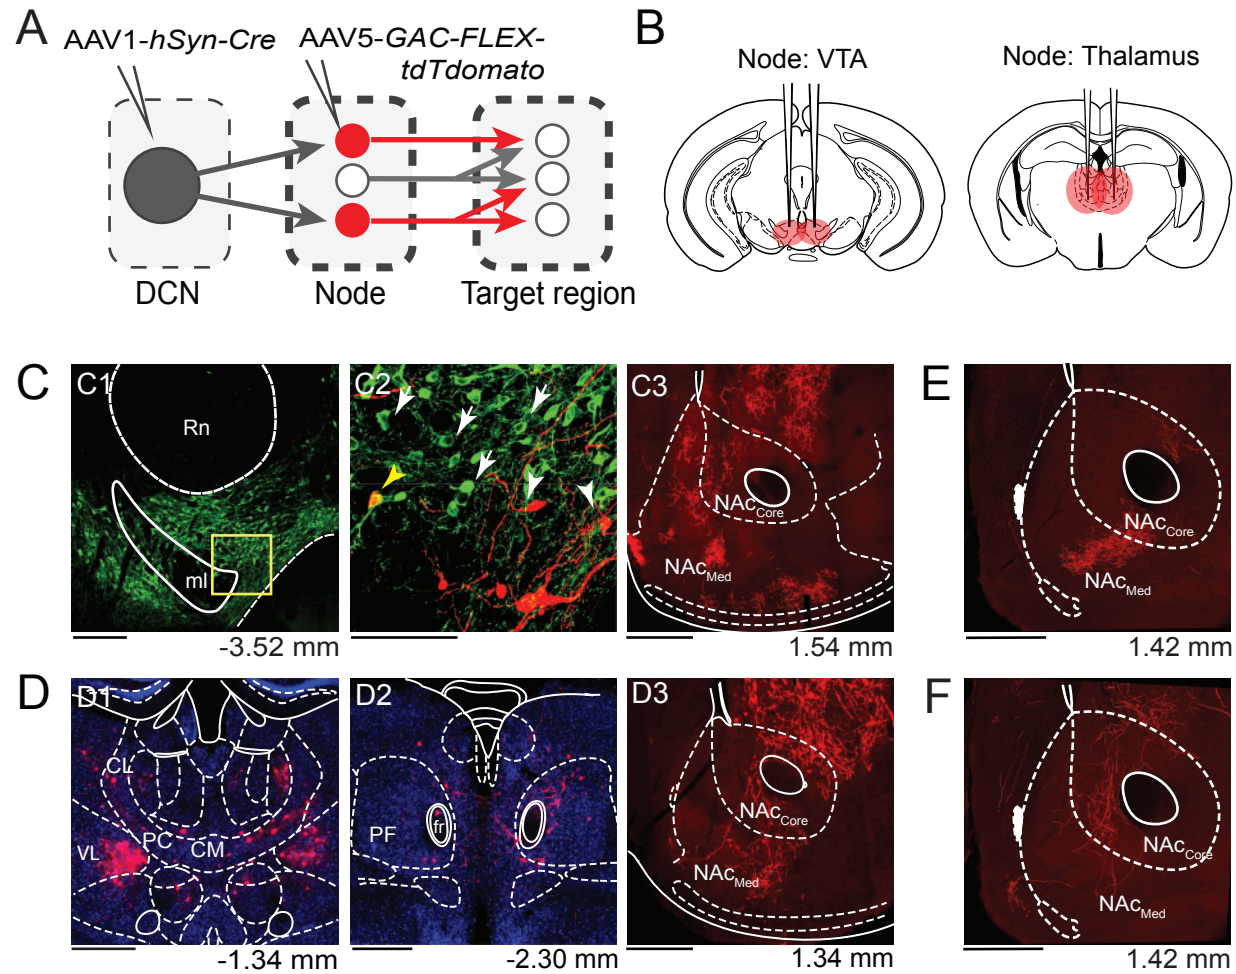 A
AAV1-hSyn-Cre
AAV5-GAC-FLEX-
tdTdomato
DCN
Node
Target region
B
Node: VTA
Node: Thalamus
C
C1
Rn
ml
-3.52 mm
C2
C3
NAcCore
NAcMed
1.54 mm
E
NAcCore
NAcMed
1.42 mm
D
D1
CL
PC
CM
VL
-1.34 mm
D2
PF
fr
-2.30 mm
D3
NAcCore
NAcMed
1.34 mm
F
NAcCore
NAcMed
1.42 mm